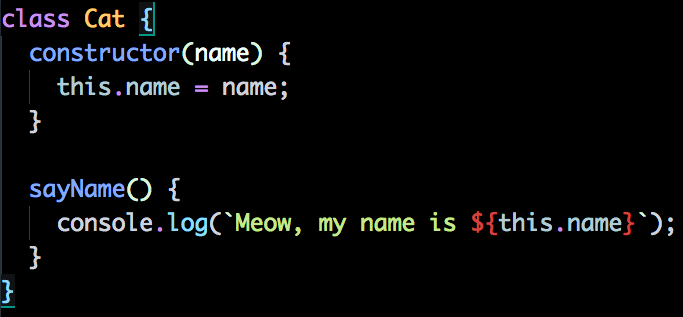 class Cat {
  constructor(name) {
    this.name = name;
  }

  sayName() {
    console.log(`Meow, my name is ${this.name}`);
  }
}